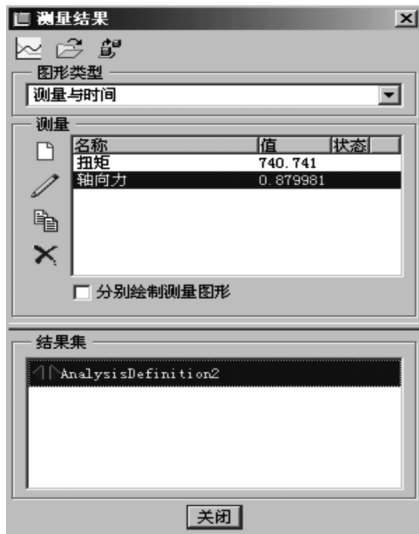 测量结果
图形类型
测量与时间
测量
名称 值 状态
扭矩 740.741
轴向力 0.879981
分别绘制测量图形
结果集
AnalysisDefinition2
关闭